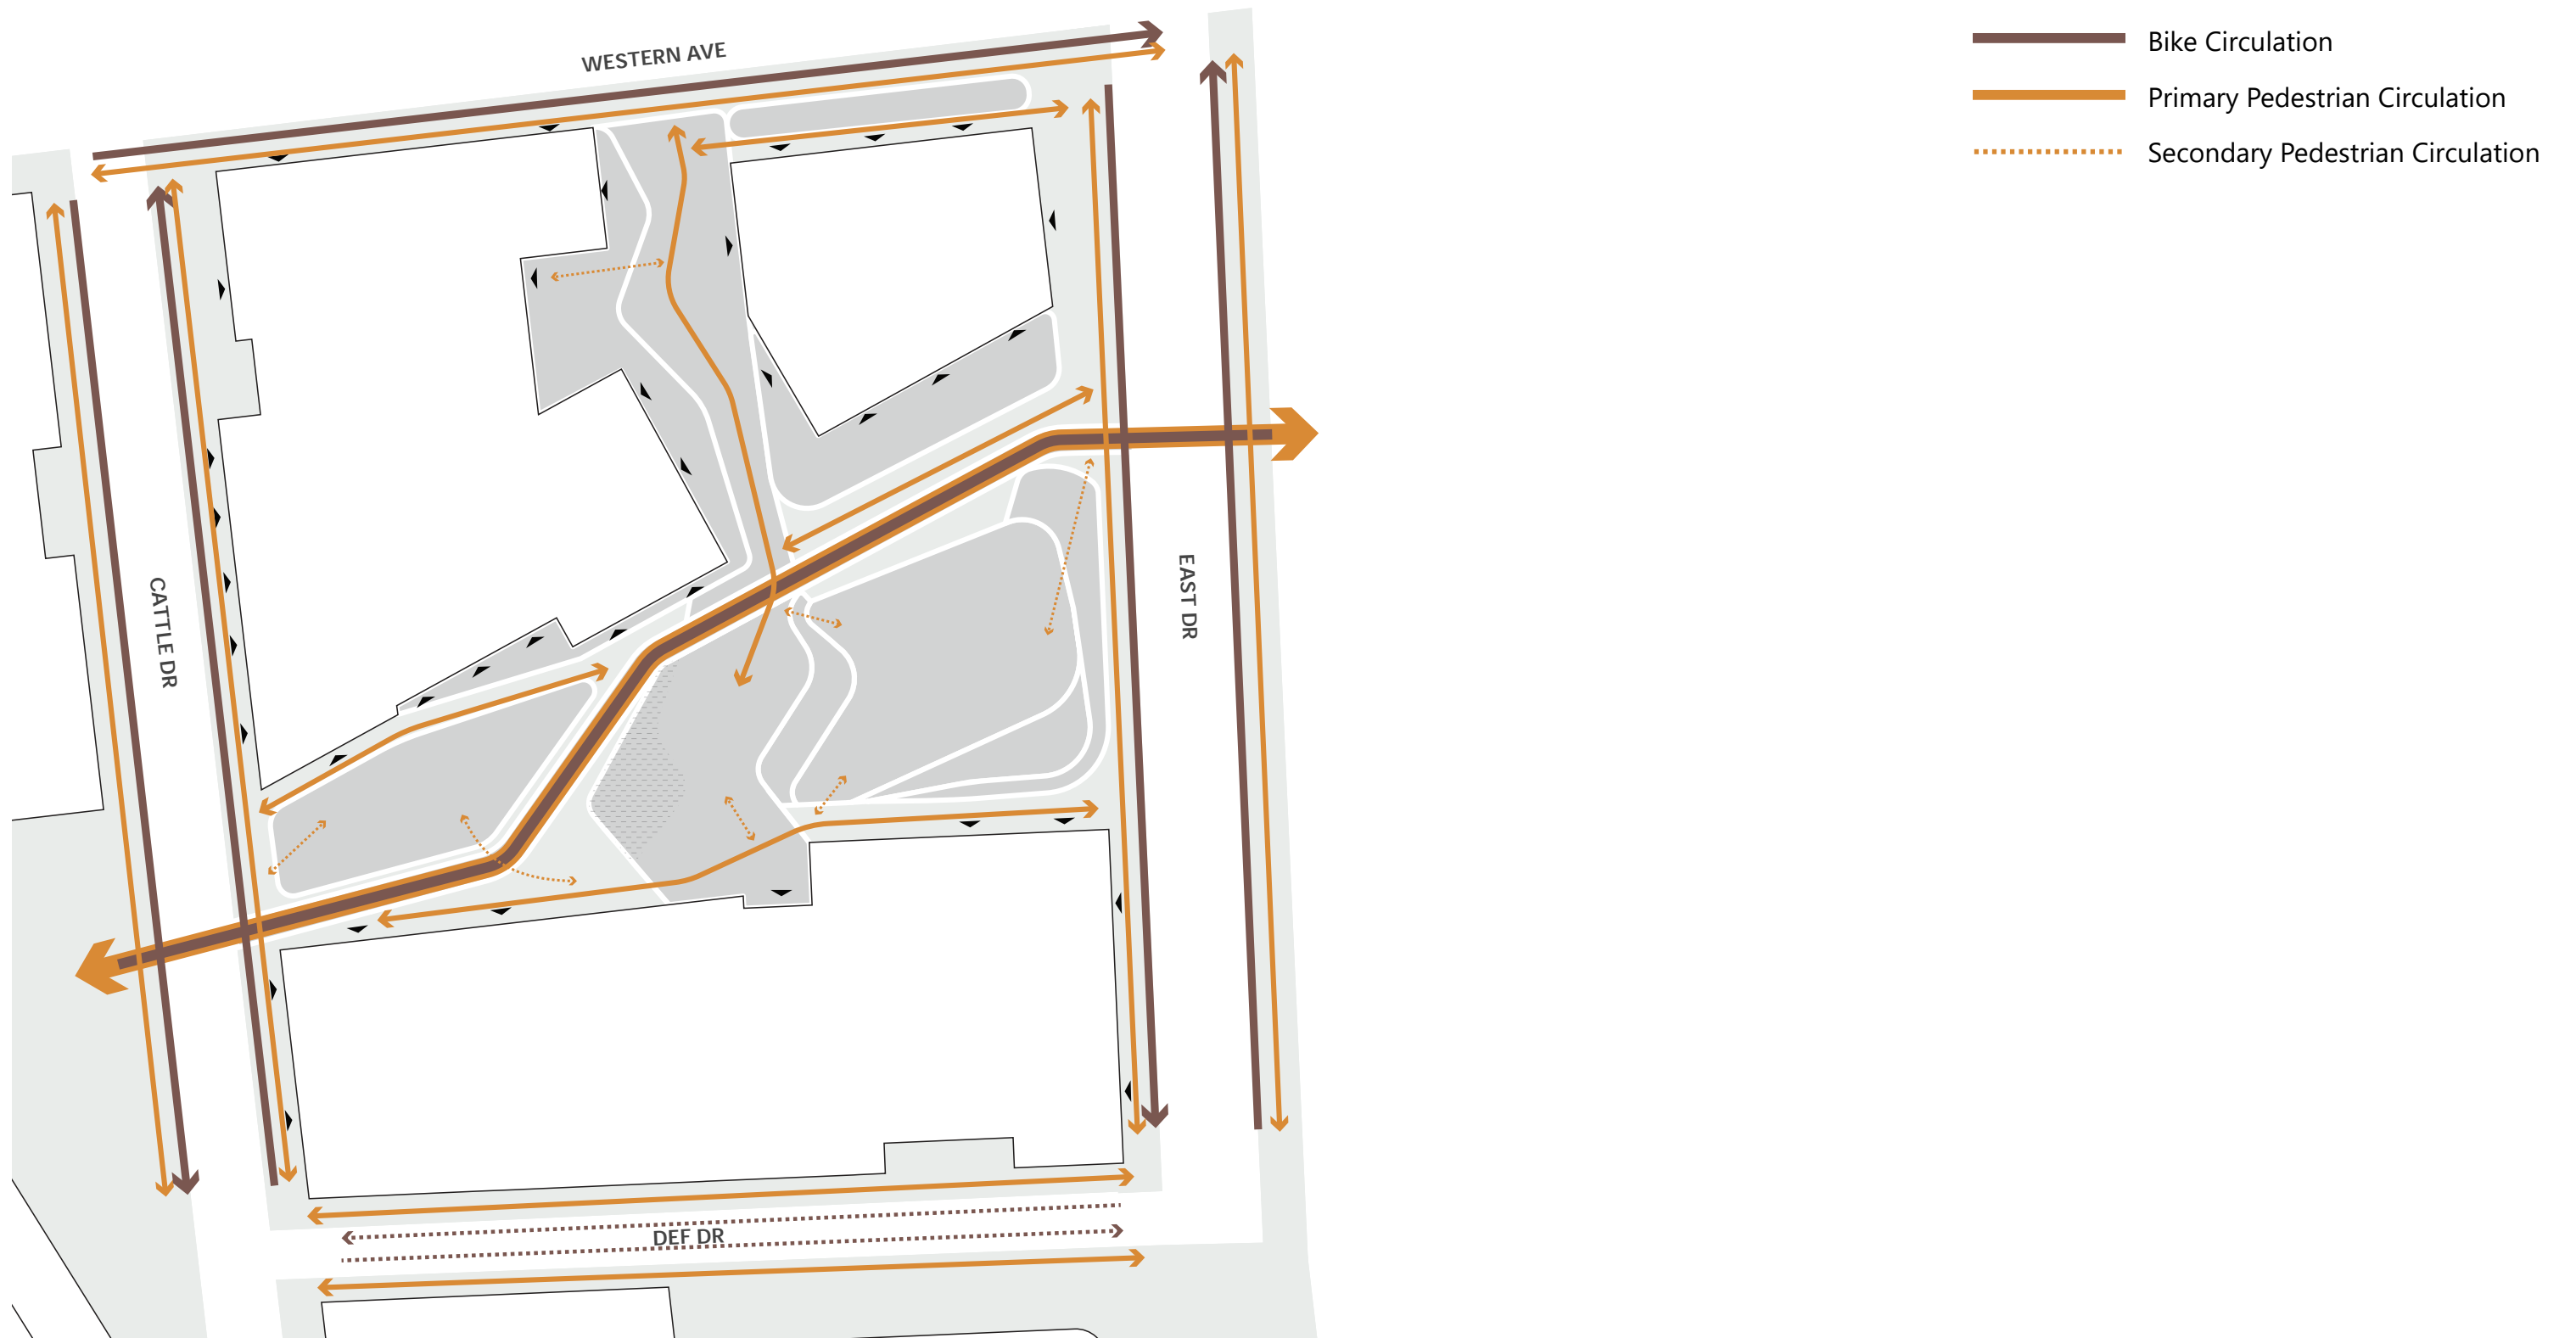 WESTERN AVE
Bike Circulation
Primary Pedestrian Circulation
Secondary Pedestrian Circulation
CATTLE DR
EAST DR
DEF DR